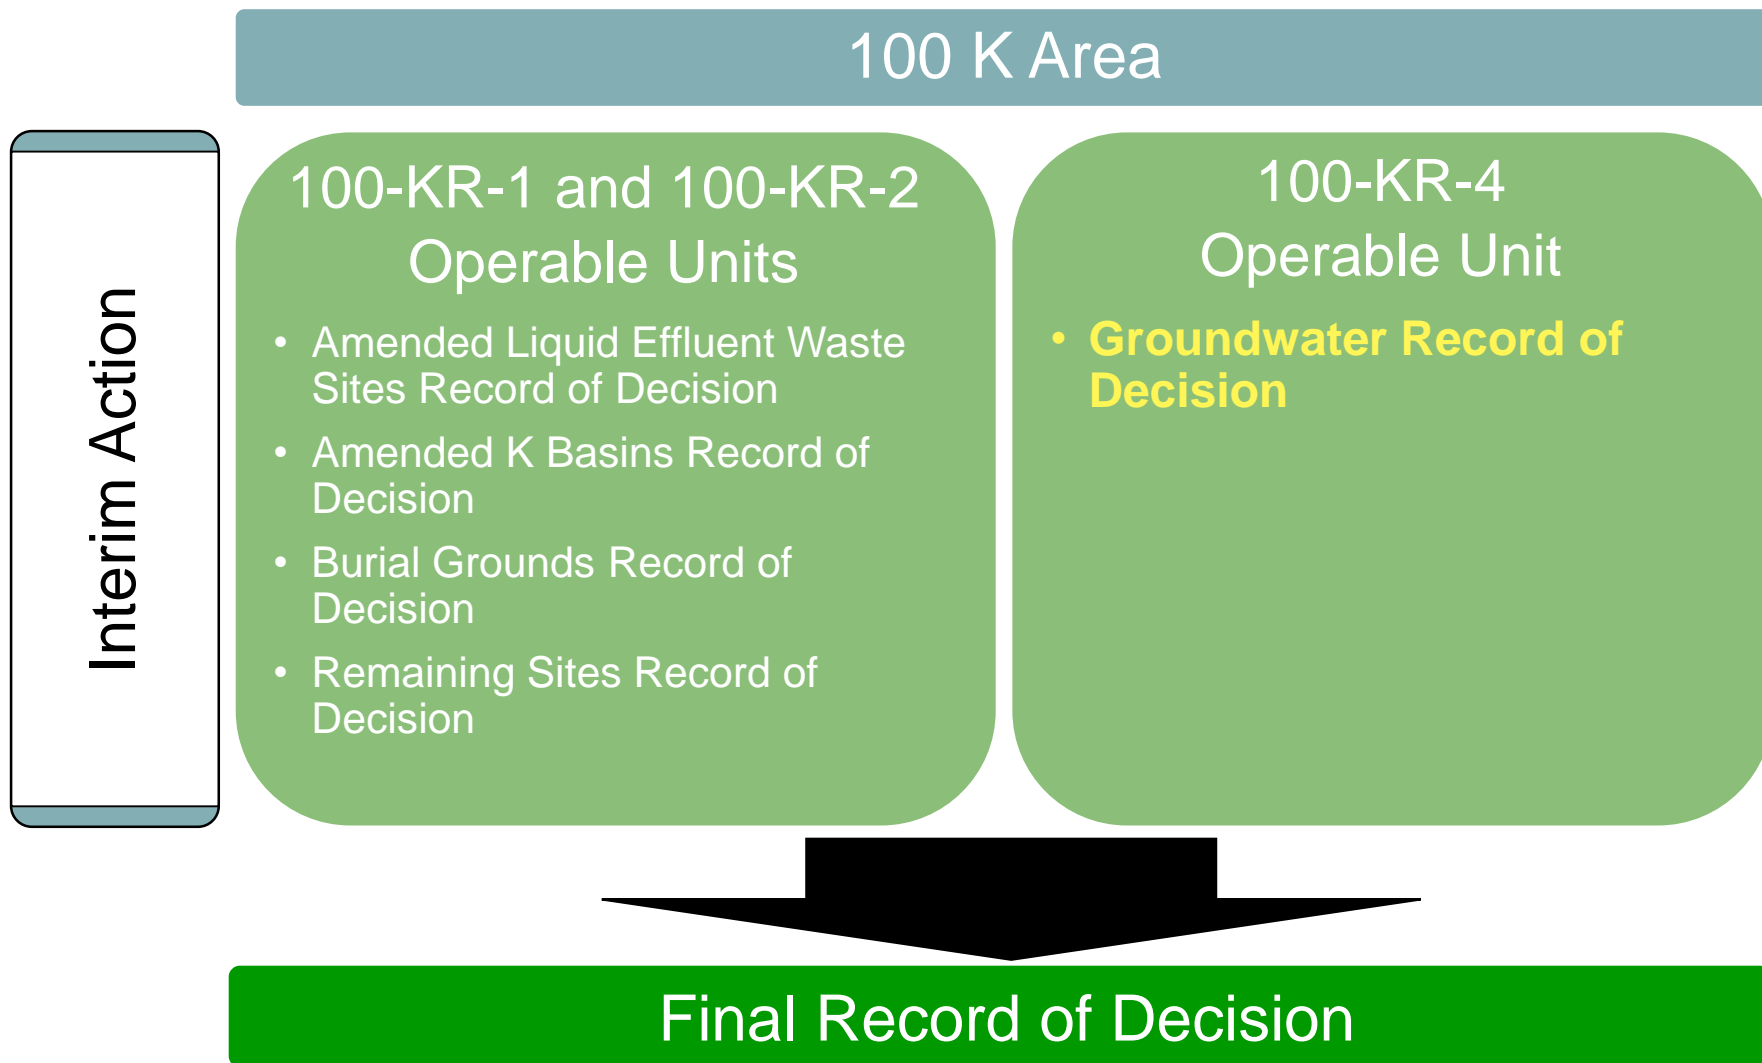 100 K Area
Interim Action
100-KR-1 and 100-KR-2
Operable Units
• Amended Liquid Effluent Waste
Sites Record of Decision
• Amended K Basins Record of
Decision
• Burial Grounds Record of
Decision
• Remaining Sites Record of
Decision
100-KR-4
Operable Unit
• Groundwater Record of
Decision
Final Record of Decision